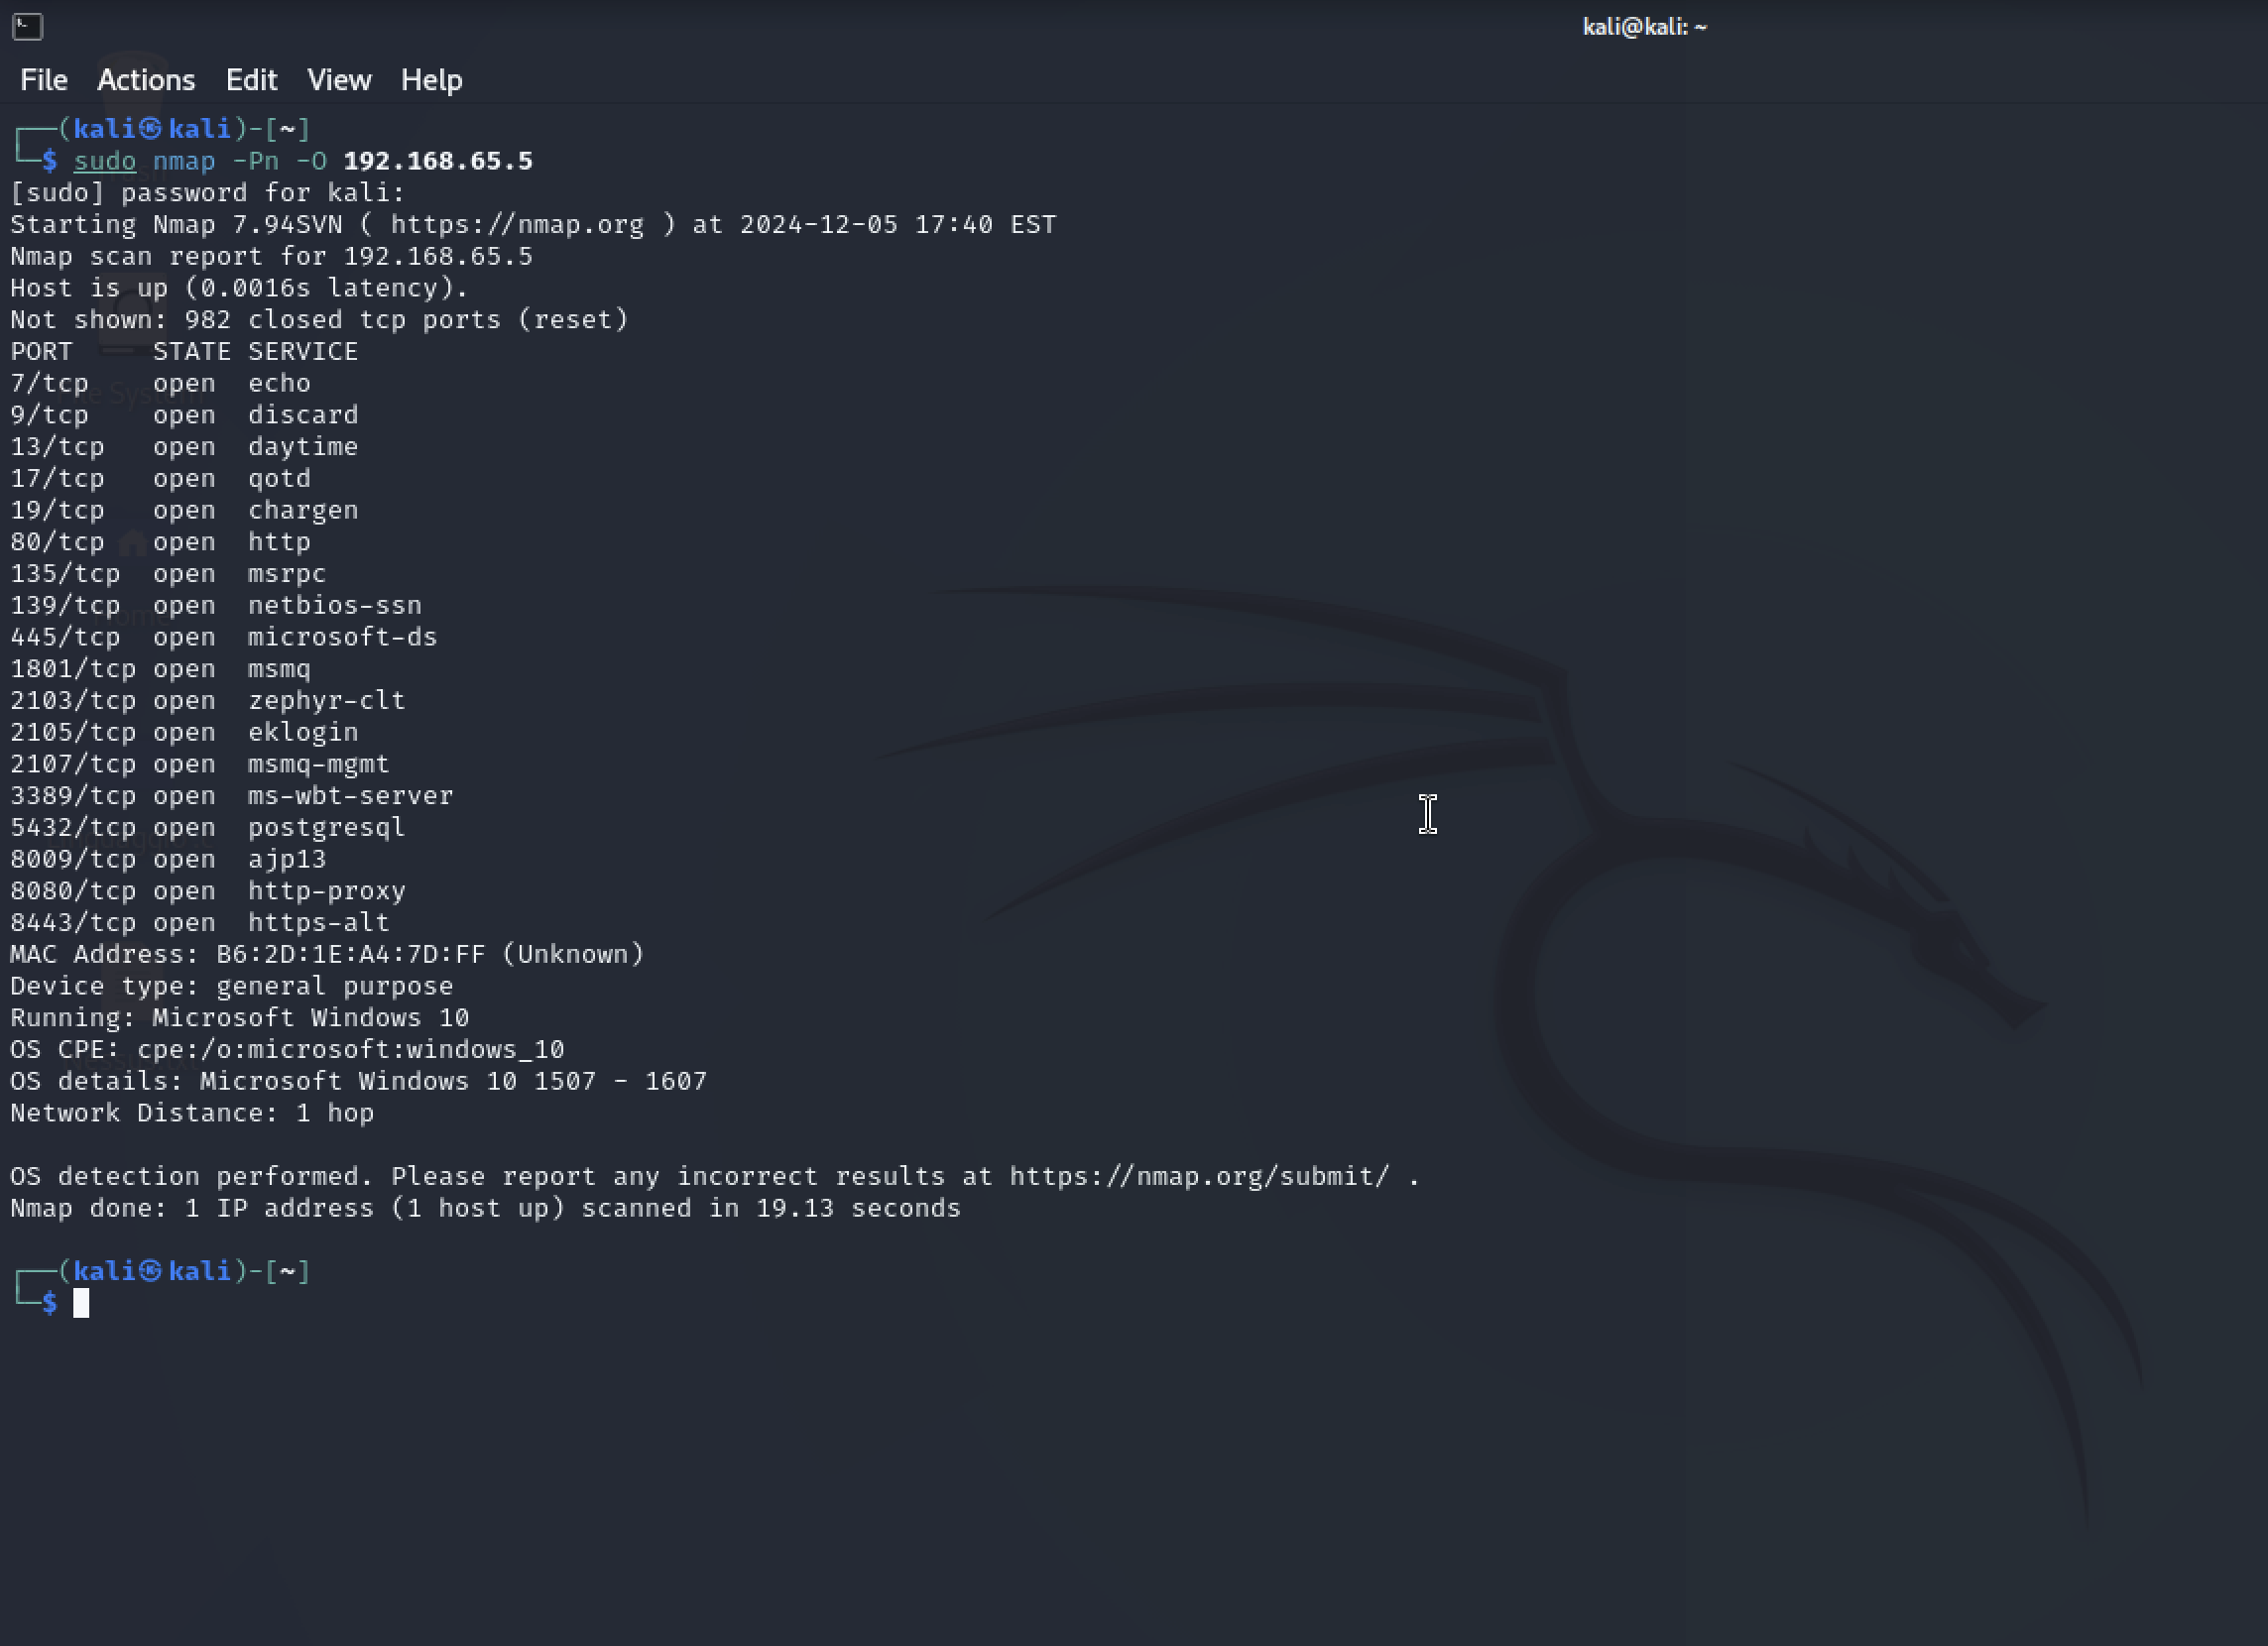 kali@kali: ~
File Actions Edit View Help
┌──(kali㉿kali)-[~]
└─$ sudo nmap -Pn -O 192.168.65.5
[sudo] password for kali:
Starting Nmap 7.94SVN ( https://nmap.org ) at 2024-12-05 17:40 EST
Nmap scan report for 192.168.65.5
Host is up (0.0016s latency).
Not shown: 982 closed tcp ports (reset)
PORT     STATE SERVICE
7/tcp    open  echo
9/tcp    open  discard
13/tcp   open  daytime
17/tcp   open  qotd
19/tcp   open  chargen
80/tcp   open  http
135/tcp  open  msrpc
139/tcp  open  netbios-ssn
445/tcp  open  microsoft-ds
1801/tcp open  msmq
2103/tcp open  zephyr-clt
2105/tcp open  eklogin
2107/tcp open  msmq-mgmt
3389/tcp open  ms-wbt-server
5432/tcp open  postgresql
8009/tcp open  ajp13
8080/tcp open  http-proxy
8443/tcp open  https-alt
MAC Address: B6:2D:1E:A4:7D:FF (Unknown)
Device type: general purpose
Running: Microsoft Windows 10
OS CPE: cpe:/o:microsoft:windows_10
OS details: Microsoft Windows 10 1507 - 1607
Network Distance: 1 hop
OS detection performed. Please report any incorrect results at https://nmap.org/submit/ .
Nmap done: 1 IP address (1 host up) scanned in 19.13 seconds
┌──(kali㉿kali)-[~]
└─$